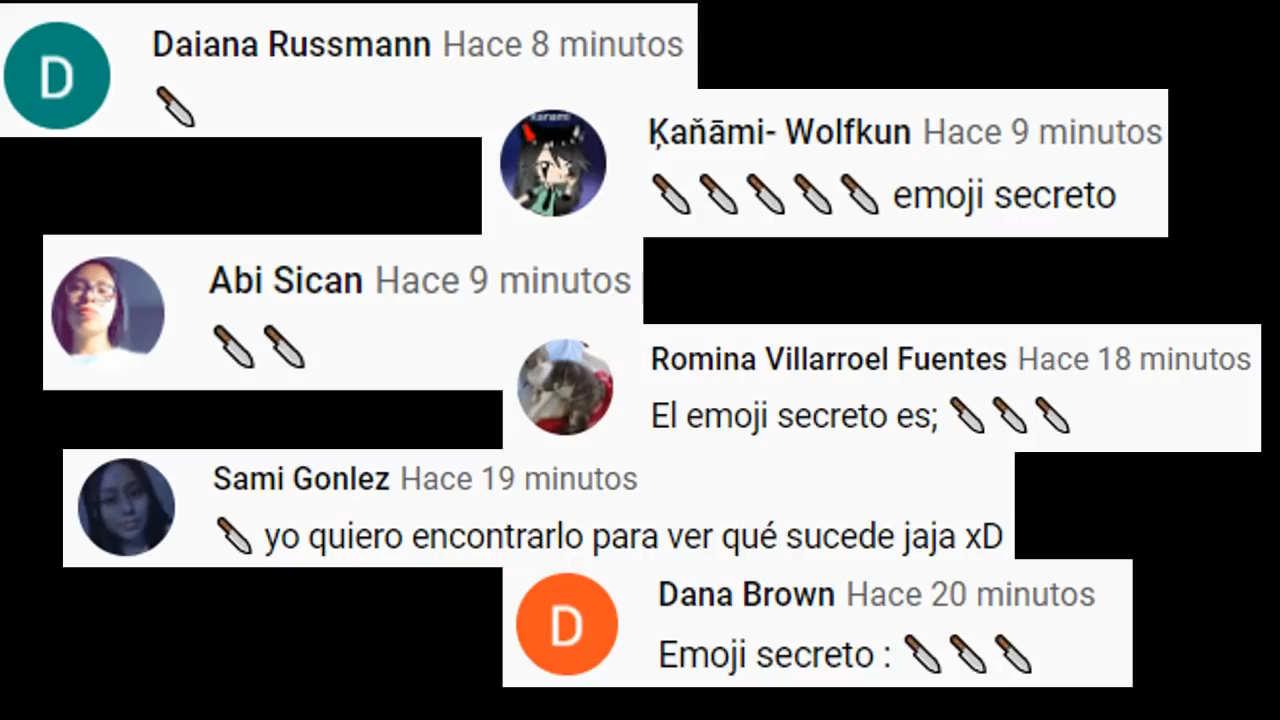 D
Daiana Russmann Hace 8 minutos
🔪
Kanami
Ķaňāmi- Wolfkun Hace 9 minutos
🔪🔪🔪🔪🔪 emoji secreto
Abi Sican Hace 9 minutos
🔪🔪
Romina Villarroel Fuentes Hace 18 minutos
El emoji secreto es; 🔪🔪🔪
Sami Gonlez Hace 19 minutos
🔪 yo quiero encontrarlo para ver qué sucede jaja xD
D
Dana Brown Hace 20 minutos
Emoji secreto : 🔪🔪🔪